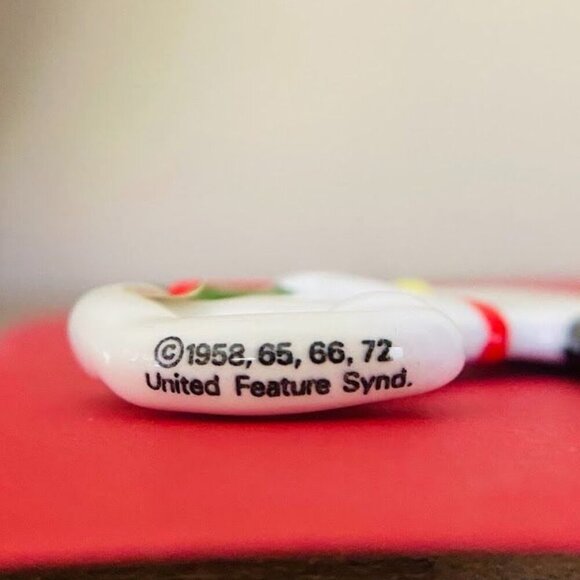 ©1958, 65, 66, 72
United Feature Synd.